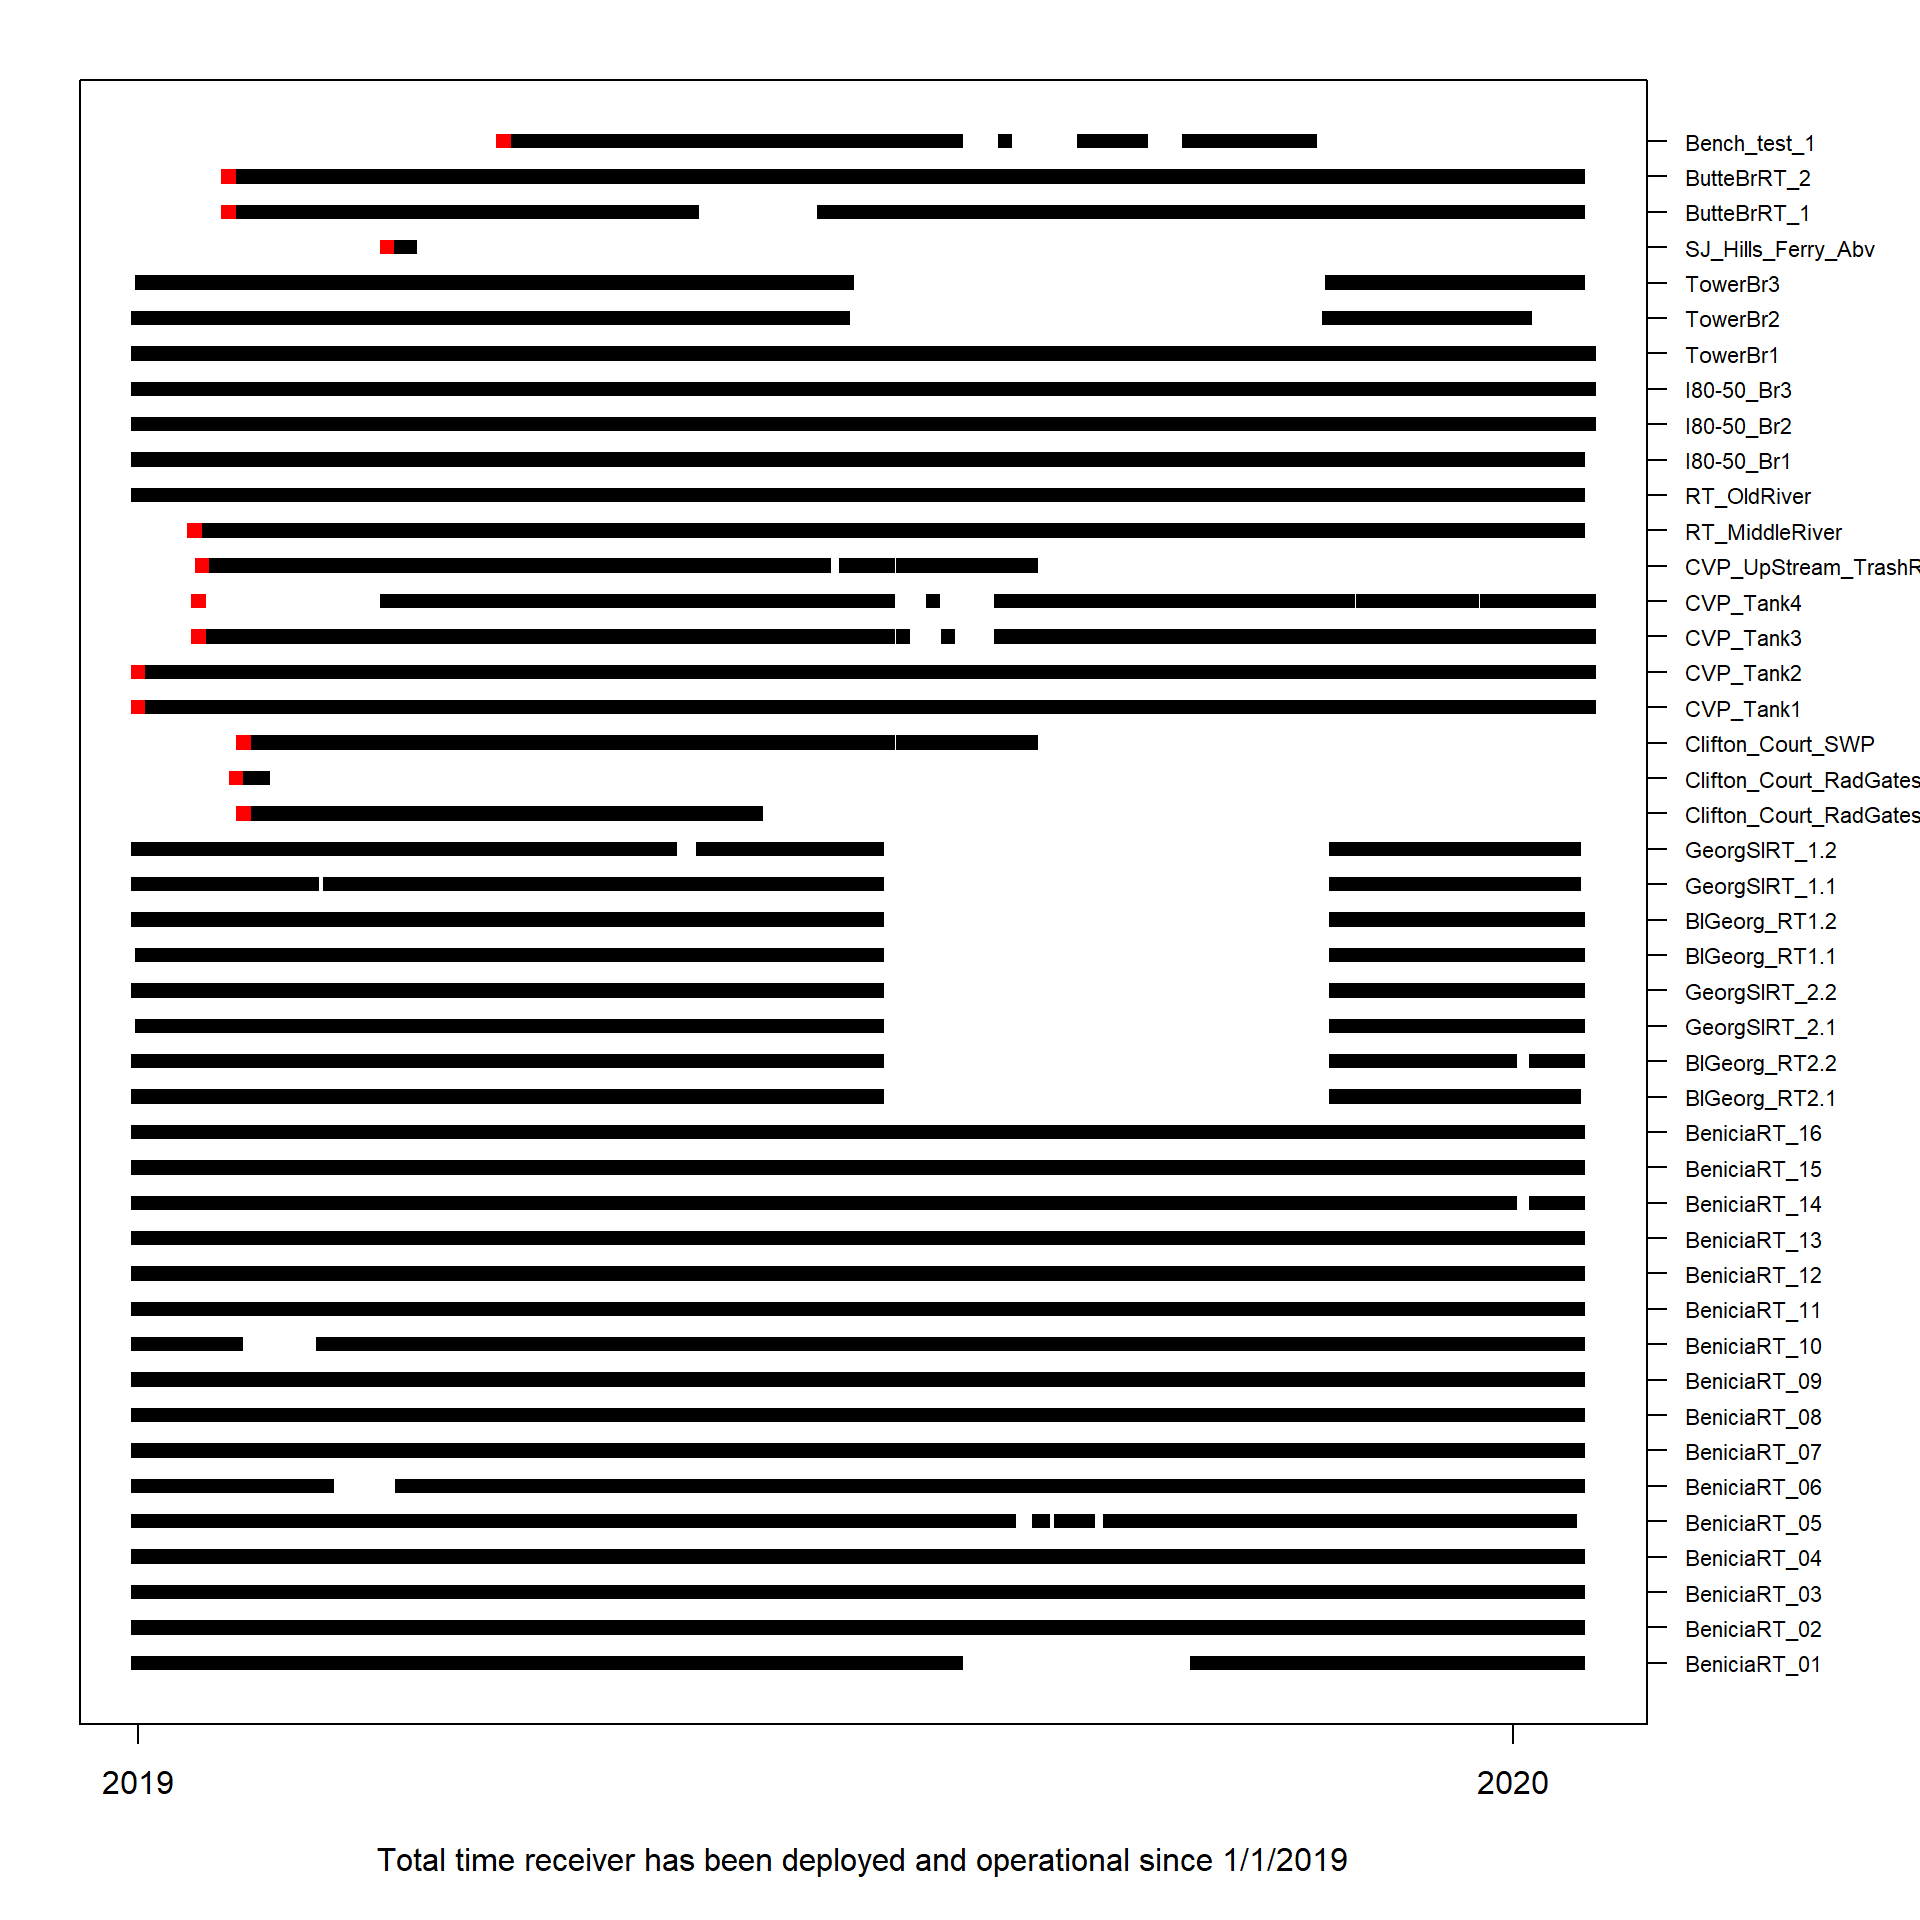 Bench_test_1
ButteBrRT_2
ButteBrRT_1
SJ_Hills_Ferry_Abv
TowerBr3
TowerBr2
TowerBr1
I80-50_Br3
I80-50_Br2
I80-50_Br1
RT_OldRiver
RT_MiddleRiver
CVP_UpStream_TrashR
CVP_Tank4
CVP_Tank3
CVP_Tank2
CVP_Tank1
Clifton_Court_SWP
Clifton_Court_RadGates
Clifton_Court_RadGates
GeorgSlRT_1.2
GeorgSlRT_1.1
BlGeorg_RT1.2
BlGeorg_RT1.1
GeorgSlRT_2.2
GeorgSlRT_2.1
BlGeorg_RT2.2
BlGeorg_RT2.1
BeniciaRT_16
BeniciaRT_15
BeniciaRT_14
BeniciaRT_13
BeniciaRT_12
BeniciaRT_11
BeniciaRT_10
BeniciaRT_09
BeniciaRT_08
BeniciaRT_07
BeniciaRT_06
BeniciaRT_05
BeniciaRT_04
BeniciaRT_03
BeniciaRT_02
BeniciaRT_01
2019 2020
Total time receiver has been deployed and operational since 1/1/2019